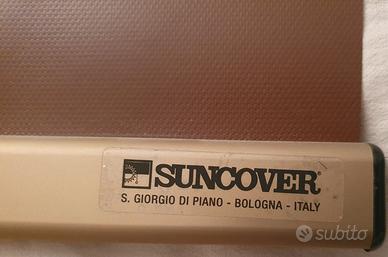 SUNCOVER®
S. GIORGIO DI PIANO - BOLOGNA - ITALY
subito